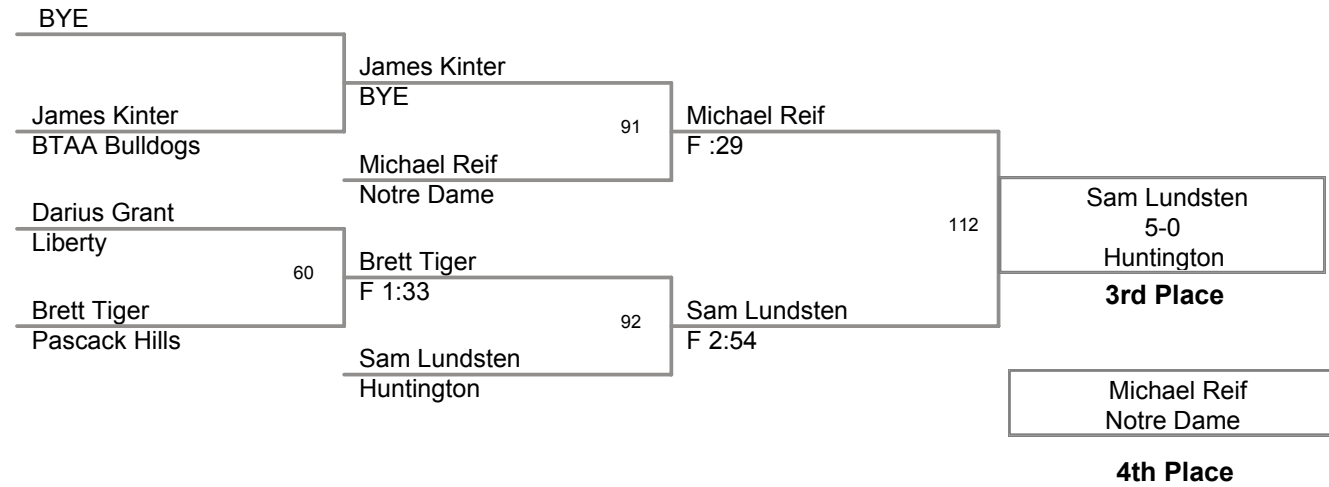 BYE
James Kinter
BTAA Bulldogs
Darius Grant
Liberty
60
Brett Tiger
Pascack Hills
James Kinter
BYE
91
Michael Reif
Notre Dame
Brett Tiger
F 1:33
92
Sam Lundsten
Huntington
Michael Reif
F :29
112
Sam Lundsten
F 2:54
Sam Lundsten
5-0
Huntington
3rd Place
Michael Reif
Notre Dame
4th Place